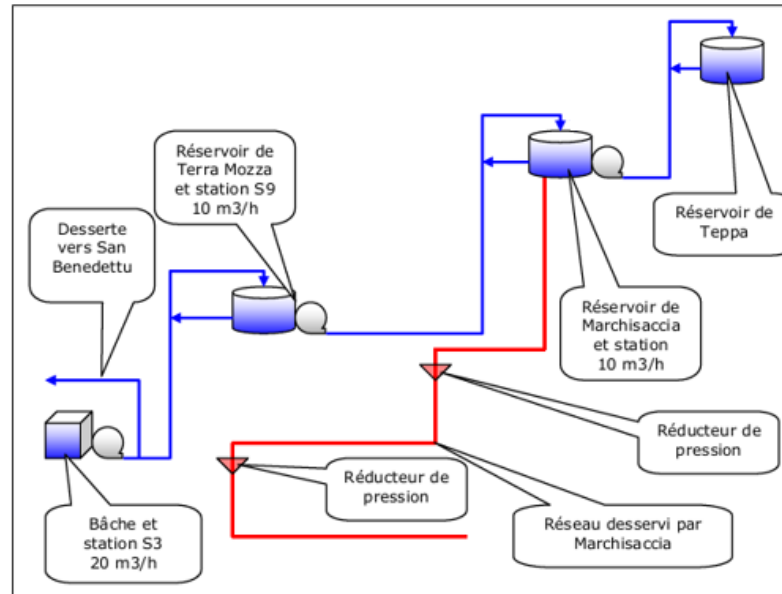 Réservoir de
Terra Mozza
et station S9
10 m3/h
Desserte
vers San
Benedettu
Réservoir de
Teppa
Réservoir de
Marchisaccia
et station
10 m3/h
Réducteur de
pression
Réducteur de
pression
Bâche et
station S3
20 m3/h
Réseau desservi par
Marchisaccia